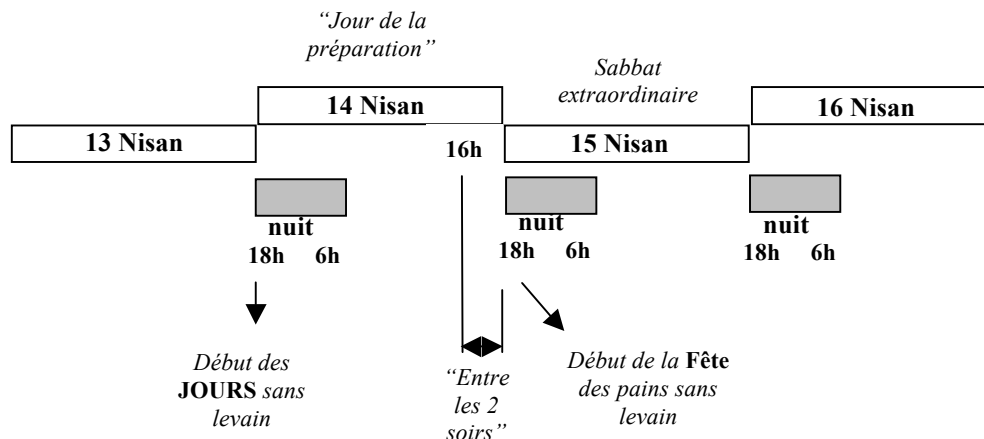 “Jour de la
préparation”
Sabbat
extraordinaire
14 Nisan
16 Nisan
13 Nisan
16h
15 Nisan
nuit
18h 6h
nuit
18h 6h
nuit
18h 6h
Début des
JOURS sans
levain
“Entre
les 2
soirs”
Début de la Fête
des pains sans
levain